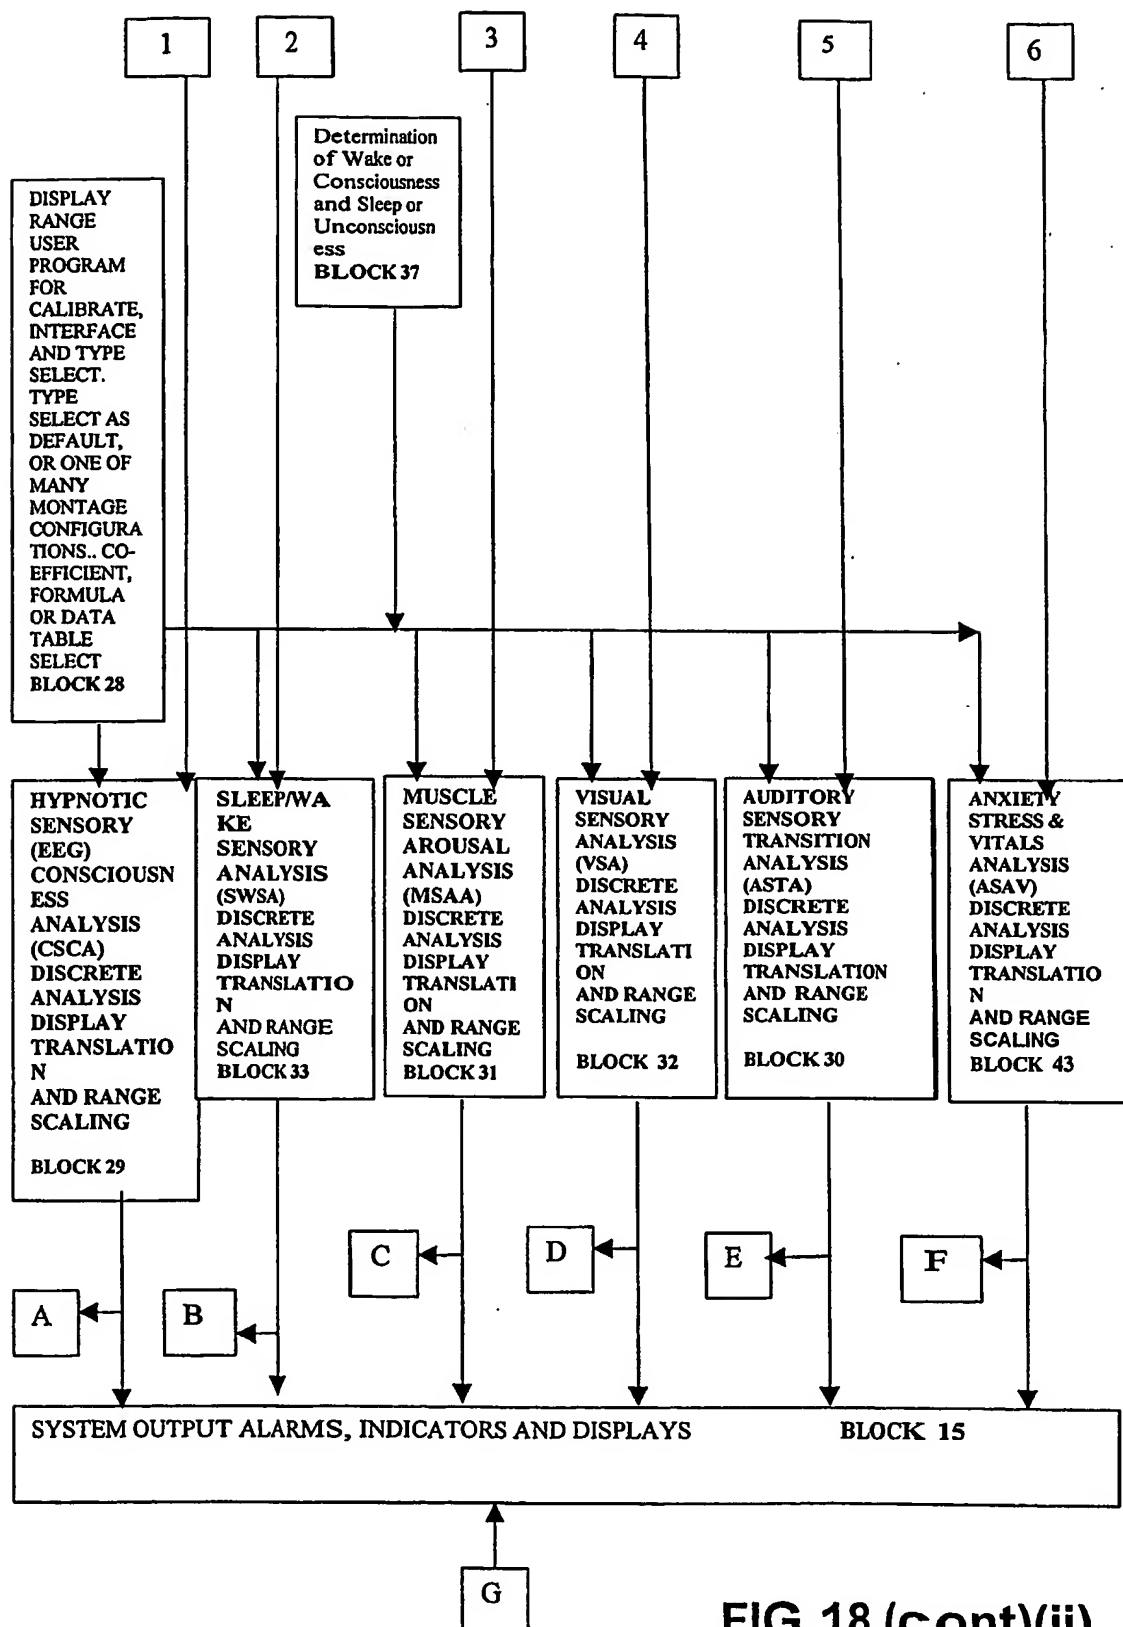 1
2
3
4
5
6
Determination
of Wake or
Consciousness
and Sleep or
Unconsciousn
ess
BLOCK 37
DISPLAY
RANGE
USER
PROGRAM
FOR
CALIBRATE,
INTERFACE
AND TYPE
SELECT.
TYPE
SELECT AS
DEFAULT,
OR ONE OF
MANY
MONTAGE
CONFIGURA
TIONS.. CO-
EFFICIENT,
FORMULA
OR DATA
TABLE
SELECT
BLOCK 28
HYPNOTIC
SENSORY
(EEG)
CONSCIOUSN
ESS
ANALYSIS
(CSCA)
DISCRETE
ANALYSIS
DISPLAY
TRANSLATIO
N
AND RANGE
SCALING
BLOCK 29
SLEEP/WA
KE
SENSORY
ANALYSIS
(SWSA)
DISCRETE
ANALYSIS
DISPLAY
TRANSLATIO
N
AND RANGE
SCALING
BLOCK 33
MUSCLE
SENSORY
AROUSAL
ANALYSIS
(MSAA)
DISCRETE
ANALYSIS
DISPLAY
TRANSLATI
ON
AND RANGE
SCALING
BLOCK 31
VISUAL
SENSORY
ANALYSIS
(VSA)
DISCRETE
ANALYSIS
DISPLAY
TRANSLATI
ON
AND RANGE
SCALING
BLOCK 32
AUDITORY
SENSORY
TRANSITION
ANALYSIS
(ASTA)
DISCRETE
ANALYSIS
DISPLAY
TRANSLATION
AND RANGE
SCALING
BLOCK 30
ANXIETY
STRESS &
VITALS
ANALYSIS
(ASAV)
DISCRETE
ANALYSIS
DISPLAY
TRANSLATIO
N
AND RANGE
SCALING
BLOCK 43
A
B
C
D
E
F
SYSTEM OUTPUT ALARMS, INDICATORS AND DISPLAYS BLOCK 15
G
FIG 18 (cont)(ii)